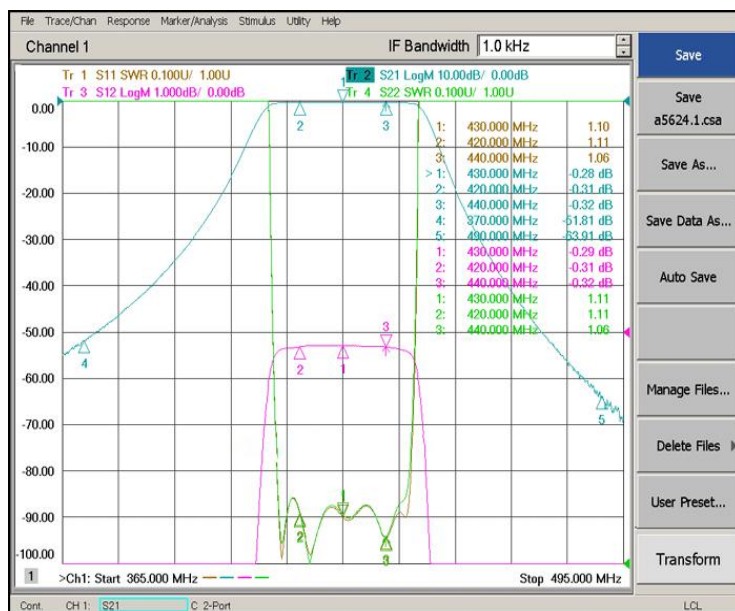 File Trace/Chan Response Marker/Analysis Stimulus Utility Help
Channel 1
IF Bandwidth 1.0 kHz
Tr 1 S11 SWR 0.100U/ 1.00U
Tr 2 S21 LogM 10.00dB/ 0.00dB
Tr 3 S12 LogM 1.000dB/ 0.00dB
Tr 4 S22 SWR 0.100U/ 1.00U
0.00
-10.00
-20.00
-30.00
-40.00
-50.00
-60.00
-70.00
-80.00
-90.00
-100.00
1: 430.000 MHz 1.10
2: 420.000 MHz 1.11
3: 440.000 MHz 1.06
> 1: 430.000 MHz -0.28 dB
2: 420.000 MHz -0.31 dB
3: 440.000 MHz -0.32 dB
4: 370.000 MHz -51.81 dB
5: 490.000 MHz -63.91 dB
1: 430.000 MHz -0.29 dB
2: 420.000 MHz -0.31 dB
3: 440.000 MHz -0.32 dB
1: 430.000 MHz 1.11
2: 420.000 MHz 1.11
3: 440.000 MHz 1.06
1
2
3
4
5
3
2
1
2
3
1
>Ch1: Start 365.000 MHz
Stop 495.000 MHz
Cont. CH 1: S21 C 2-Port LCL
Save
Save
a5624.1.csa
Save As...
Save Data As...
Auto Save
Manage Files...
Delete Files
User Preset...
Transform